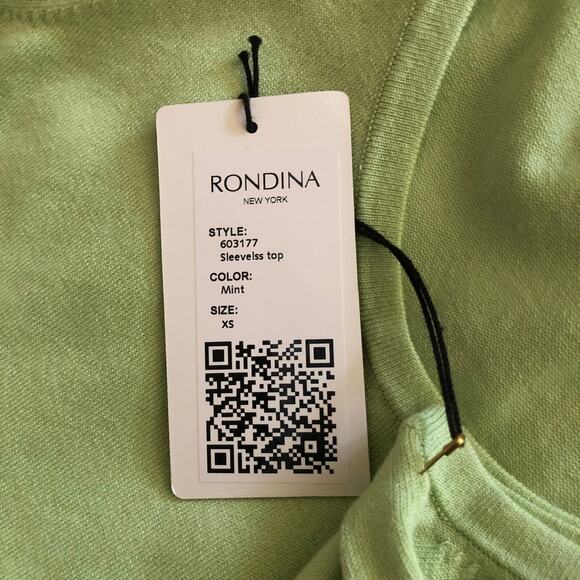 RONDINA
NEW YORK
STYLE:
603177
Sleevelss top
COLOR:
Mint
SIZE:
XS